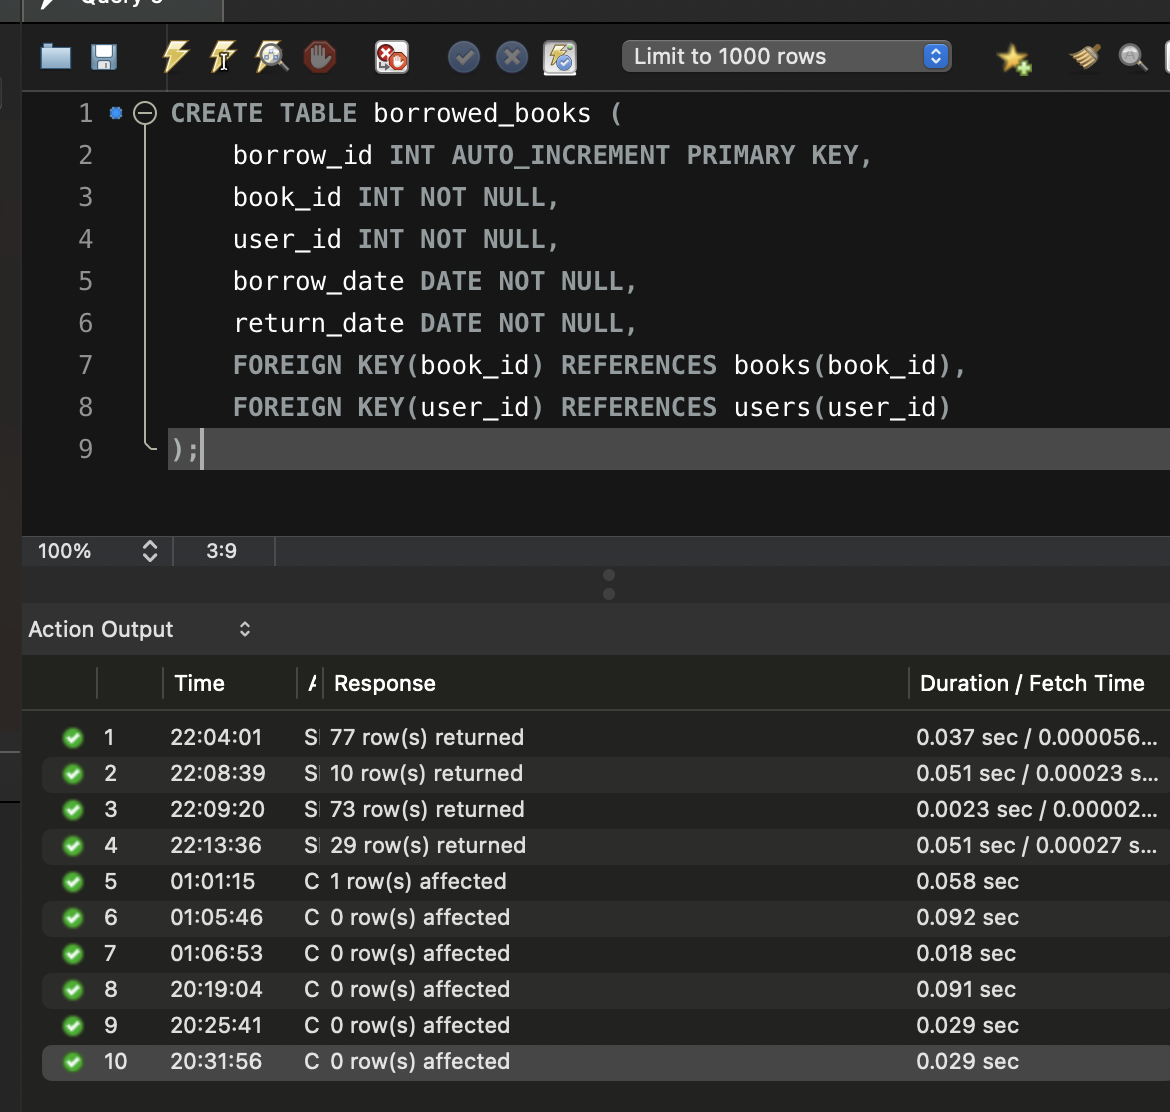 Limit to 1000 rows
1 CREATE TABLE borrowed_books (
2 borrow_id INT AUTO_INCREMENT PRIMARY KEY,
3 book_id INT NOT NULL,
4 user_id INT NOT NULL,
5 borrow_date DATE NOT NULL,
6 return_date DATE NOT NULL,
7 FOREIGN KEY(book_id) REFERENCES books(book_id),
8 FOREIGN KEY(user_id) REFERENCES users(user_id)
9 );
100% 3:9
Action Output
Time Response Duration / Fetch Time
1 22:04:01 77 row(s) returned 0.037 sec / 0.000056...
2 22:08:39 10 row(s) returned 0.051 sec / 0.00023 s...
3 22:09:20 73 row(s) returned 0.0023 sec / 0.00002...
4 22:13:36 29 row(s) returned 0.051 sec / 0.00027 s...
5 01:01:15 C 1 row(s) affected 0.058 sec
6 01:05:46 C 0 row(s) affected 0.092 sec
7 01:06:53 C 0 row(s) affected 0.018 sec
8 20:19:04 C 0 row(s) affected 0.091 sec
9 20:25:41 C 0 row(s) affected 0.029 sec
10 20:31:56 C 0 row(s) affected 0.029 sec